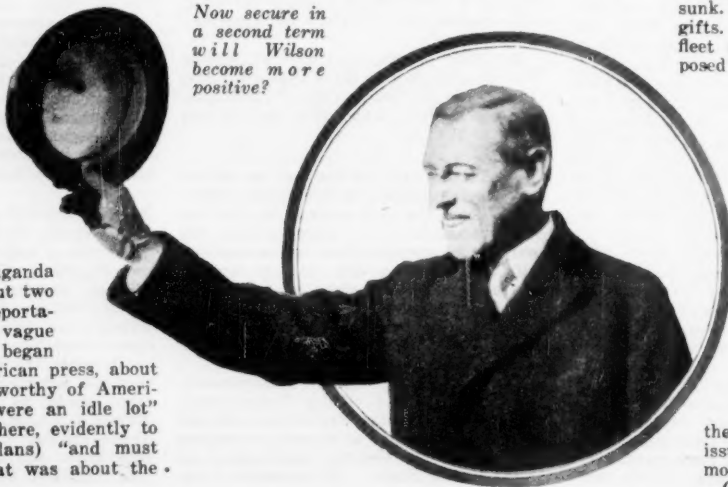 Now secure in
a second term
will Wilson
become more
positive?
sunk.
gifts.
fleet
posed
aganda
ut two
porta-
vague
began
rican press, about
worthy of Ameri-
were an idle lot”
here, evidently to
lans) “and must
at was about the
the
iss
mo